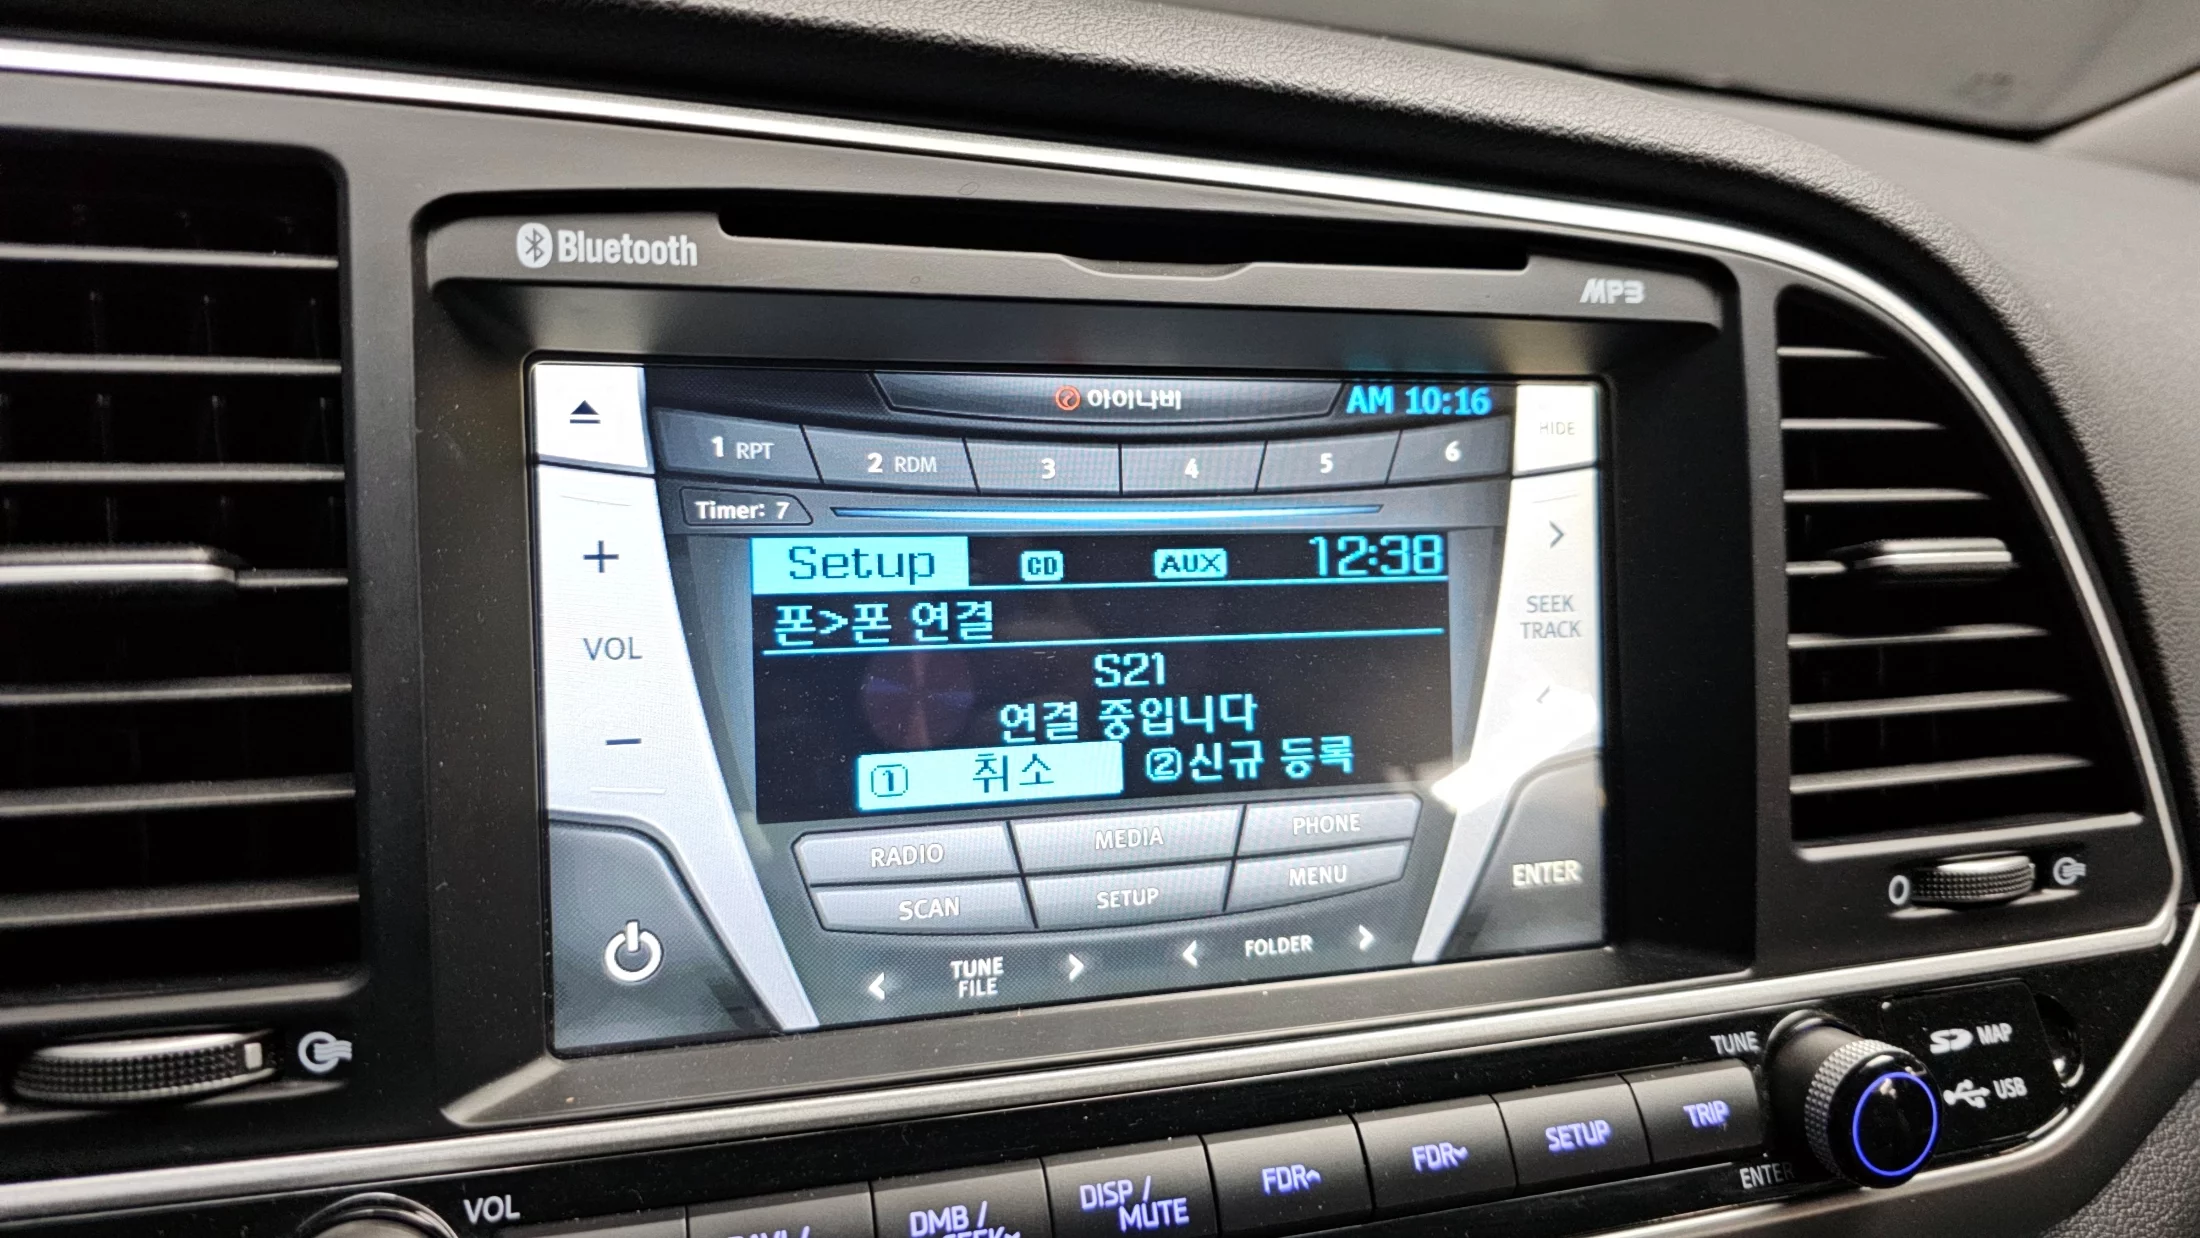 Bluetooth
MP3
아이나비
AM 10:16
HIDE
1 RPT
2 RDM
3
4
5
6
Timer: 7
Setup
CD
AUX
12:38
폰>폰 연결
S21
연결 중입니다
① 취소
②신규 등록
+
VOL
−
>
SEEK
TRACK
<
RADIO
MEDIA
PHONE
SCAN
SETUP
MENU
ENTER
< TUNE FILE >
< FOLDER >
VOL
DMB /
DISP /
MUTE
FDR^
FDR⌄
SETUP
TRIP
TUNE
ENTER
SD MAP
USB